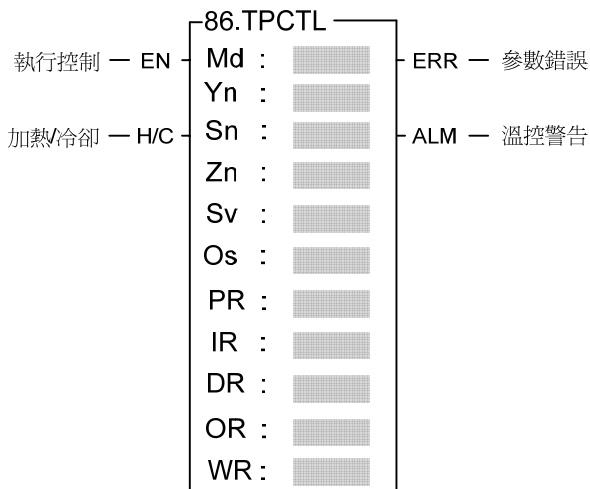 86.TPCTL
執行控制 EN Md : ERR 參數錯誤
Yn :
加熱/冷卻 H/C Sn : ALM 溫控警告
Zn :
Sv :
Os :
PR :
IR :
DR :
OR :
WR :